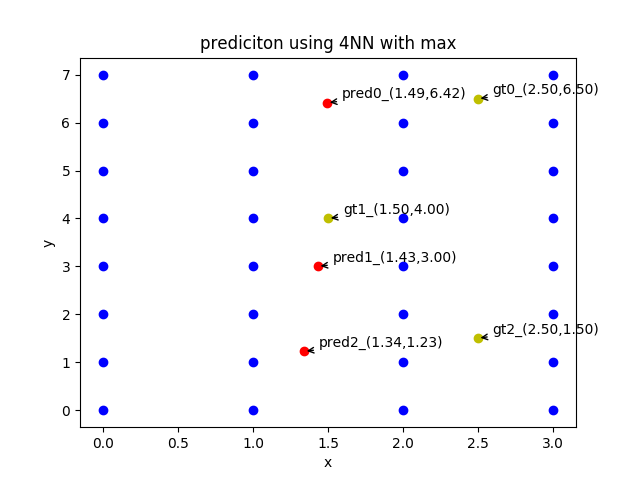 prediciton using 4NN with max
7
pred0_(1.49,6.42)
gt0_(2.50,6.50)
6
5
gt1_(1.50,4.00)
4
y
pred1_(1.43,3.00)
3
2
gt2_(2.50,1.50)
pred2_(1.34,1.23)
1
0
0.0 0.5 1.0 1.5 2.0 2.5 3.0
x